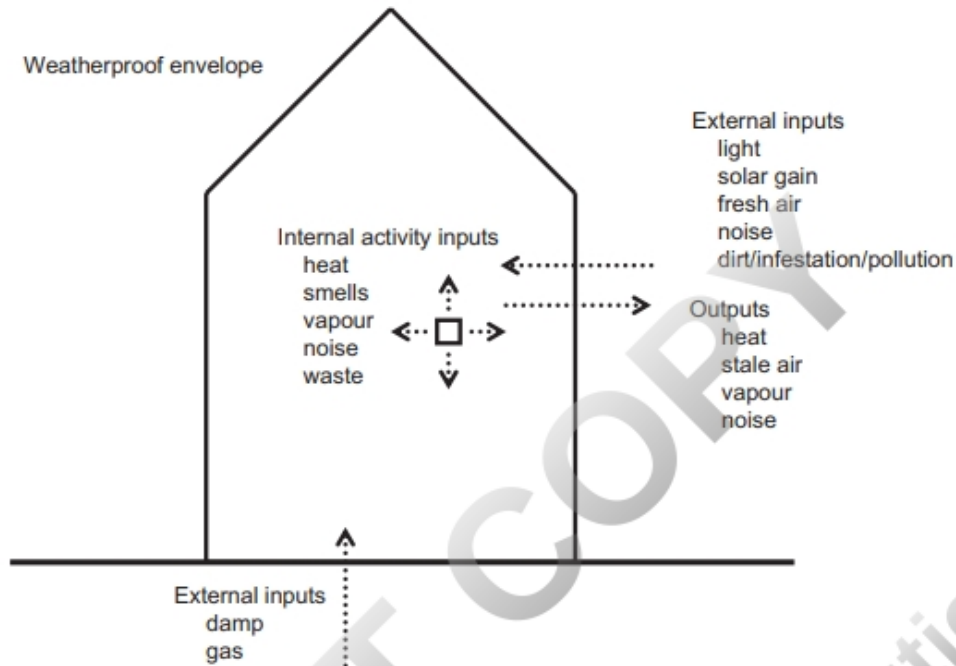 Weatherproof envelope
External inputs
light
solar gain
fresh air
noise
dirt/infestation/pollution
Internal activity inputs
heat
smells
vapour
noise
waste
Outputs
heat
stale air
vapour
noise
External inputs
damp
gas
COPY